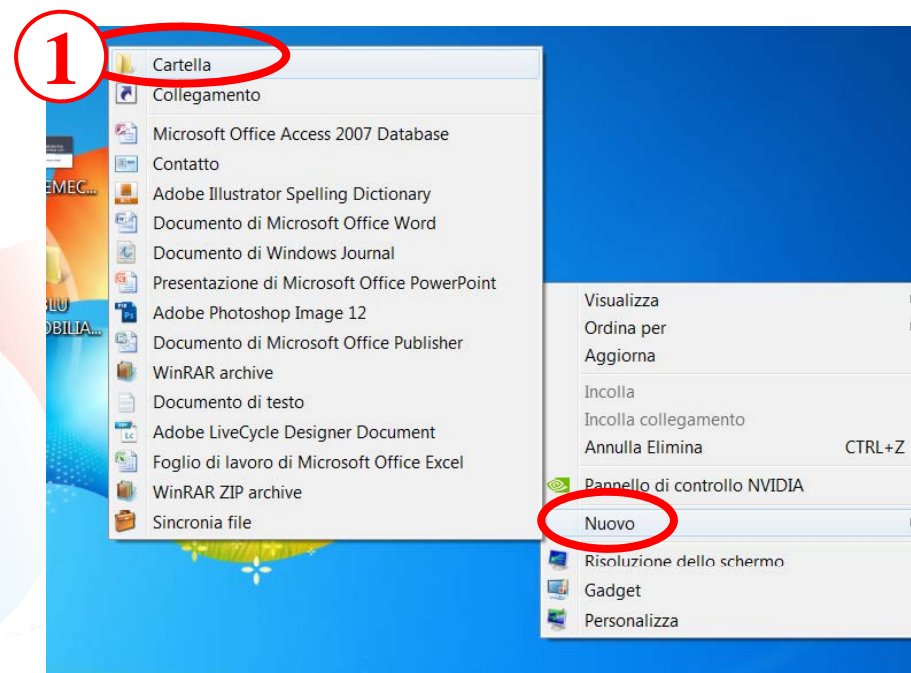 1
Cartella
Collegamento
Microsoft Office Access 2007 Database
Contatto
Adobe Illustrator Spelling Dictionary
Documento di Microsoft Office Word
Documento di Windows Journal
Presentazione di Microsoft Office PowerPoint
Adobe Photoshop Image 12
Documento di Microsoft Office Publisher
WinRAR archive
Documento di testo
Adobe LiveCycle Designer Document
Foglio di lavoro di Microsoft Office Excel
WinRAR ZIP archive
Sincronia file
EMEC...
BLU
OBILIA...
Visualizza
Ordina per
Aggiorna
Incolla
Incolla collegamento
Annulla Elimina CTRL+Z
Pannello di controllo NVIDIA
Nuovo
Risoluzione dello schermo
Gadget
Personalizza